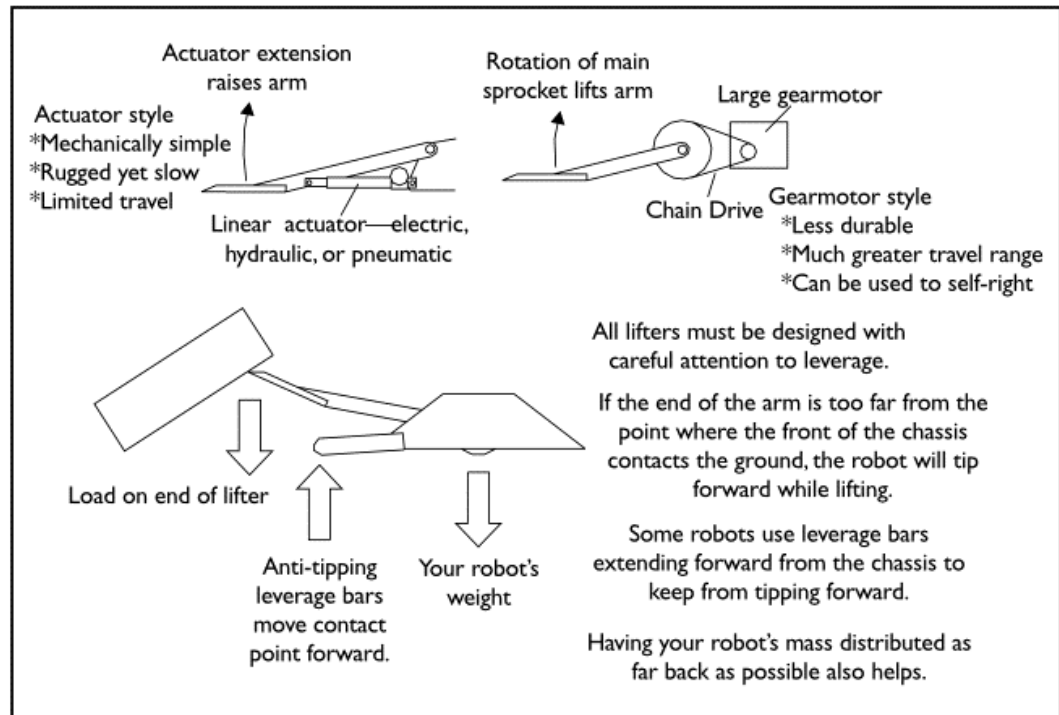 Actuator extension
raises arm
Actuator style
*Mechanically simple
*Rugged yet slow
*Limited travel
Linear actuator—electric,
hydraulic, or pneumatic
Rotation of main
sprocket lifts arm
Large gearmotor
Chain Drive
Gearmotor style
*Less durable
*Much greater travel range
*Can be used to self-right
Load on end of lifter
Anti-tipping
leverage bars
move contact
point forward.
Your robot's
weight
All lifters must be designed with
careful attention to leverage.
If the end of the arm is too far from the
point where the front of the chassis
contacts the ground, the robot will tip
forward while lifting.
Some robots use leverage bars
extending forward from the chassis to
keep from tipping forward.
Having your robot's mass distributed as
far back as possible also helps.